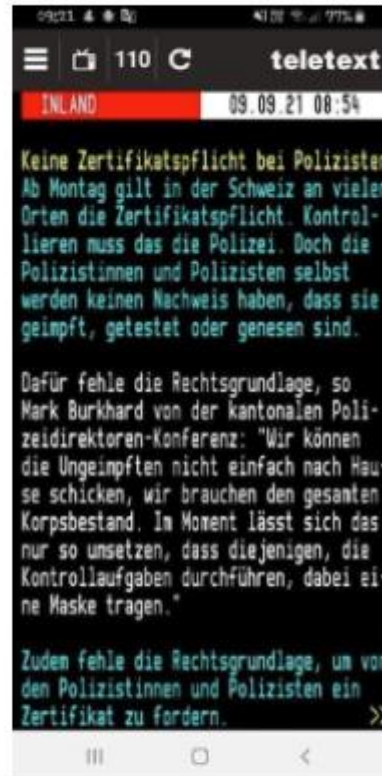 09:21
77%
110 teletext
INLAND 09.09.21 08:54
Keine Zertifikatspflicht bei Polizisten
Ab Montag gilt in der Schweiz an vielen
Orten die Zertifikatspflicht. Kontrol-
lieren muss das die Polizei. Doch die
Polizistinnen und Polizisten selbst
werden keinen Nachweis haben, dass sie
geimpft, getestet oder genesen sind.
Dafür fehle die Rechtsgrundlage, so
Mark Burkhard von der kantonalen Poli-
zeidirektoren-Konferenz: "Wir können
die Ungeimpften nicht einfach nach Hau-
se schicken, wir brauchen den gesamten
Korpsbestand. Im Moment lässt sich das
nur so umsetzen, dass diejenigen, die
Kontrollaufgaben durchführen, dabei ei-
ne Maske tragen."
Zudem fehle die Rechtsgrundlage, um von
den Polizistinnen und Polizisten ein
Zertifikat zu fordern. >>